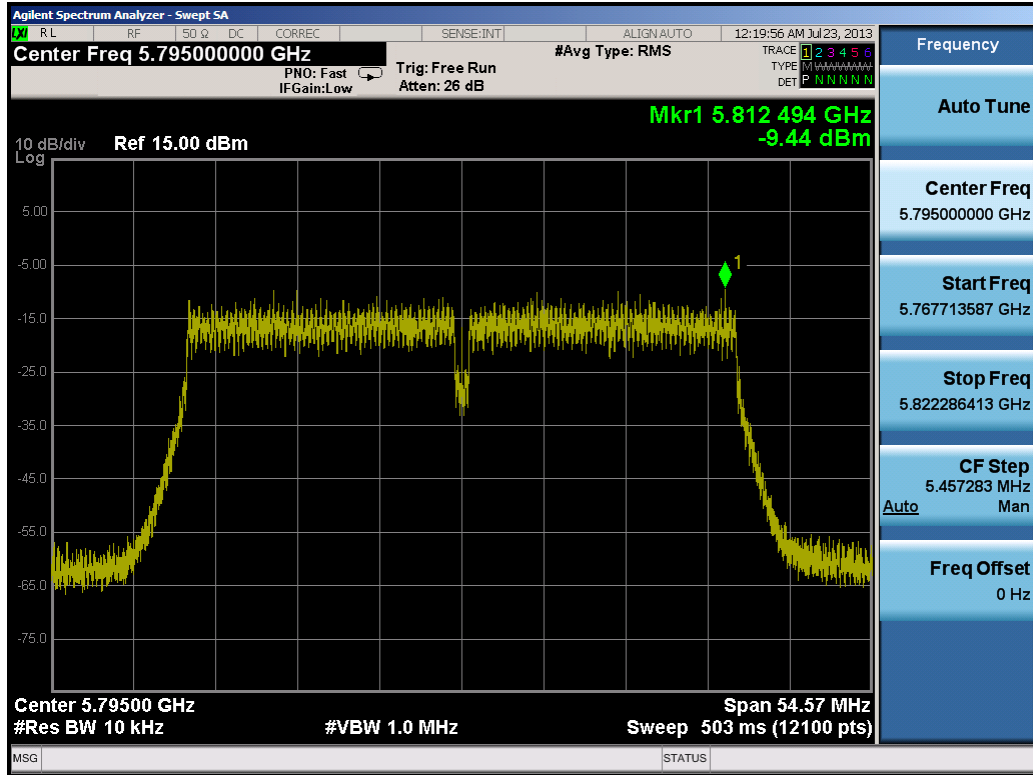 Agilent Spectrum Analyzer - Swept SA
LXI RL RF 50 Ω DC CORREC SENSE:INT ALIGNAUTO 12:19:56 AM Jul 23, 2013
Center Freq 5.795000000 GHz
PNO: Fast
IFGain:Low
Trig: Free Run
Atten: 26 dB
#Avg Type: RMS
TRACE 1 2 3 4 5 6
TYPE M
DET P N N N N N
Mkr1 5.812 494 GHz
-9.44 dBm
10 dB/div Ref 15.00 dBm
Log
5.00
-5.00
1
-15.0
-25.0
-35.0
-45.0
-55.0
-65.0
-75.0
Center 5.79500 GHz Span 54.57 MHz
#Res BW 10 kHz #VBW 1.0 MHz Sweep 503 ms (12100 pts)
MSG STATUS
Frequency
Auto Tune
Center Freq
5.795000000 GHz
Start Freq
5.767713587 GHz
Stop Freq
5.822286413 GHz
CF Step
5.457283 MHz
Auto Man
Freq Offset
0 Hz